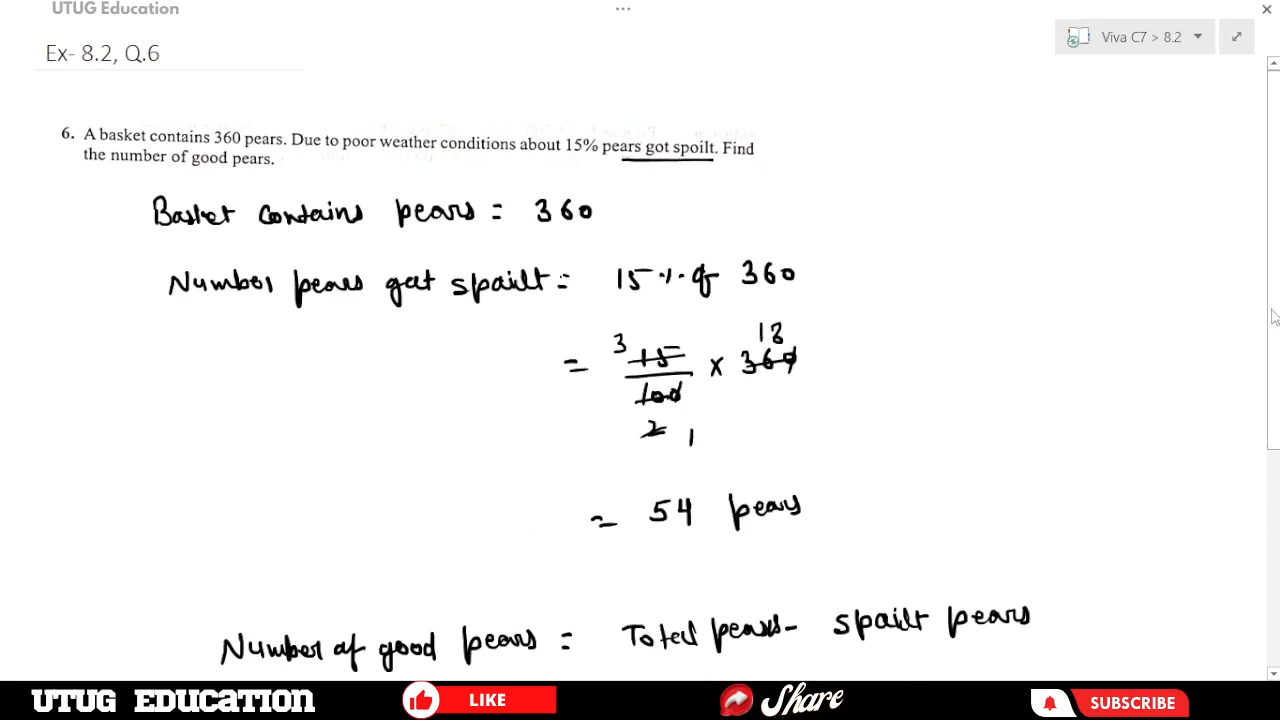 UTUG Education
...
Viva C7 > 8.2
Ex- 8.2, Q.6
6. A basket contains 360 pears. Due to poor weather conditions about 15% pears got spoilt. Find
the number of good pears.
Basket contains pears = 360
Number pears get spailt = 15 % of 360
3 18
= 15/100 × 360
2 1
= 54 pears
Number of good pears = Total pears - spailt pears
UTUG EDUCATION LIKE Share SUBSCRIBE